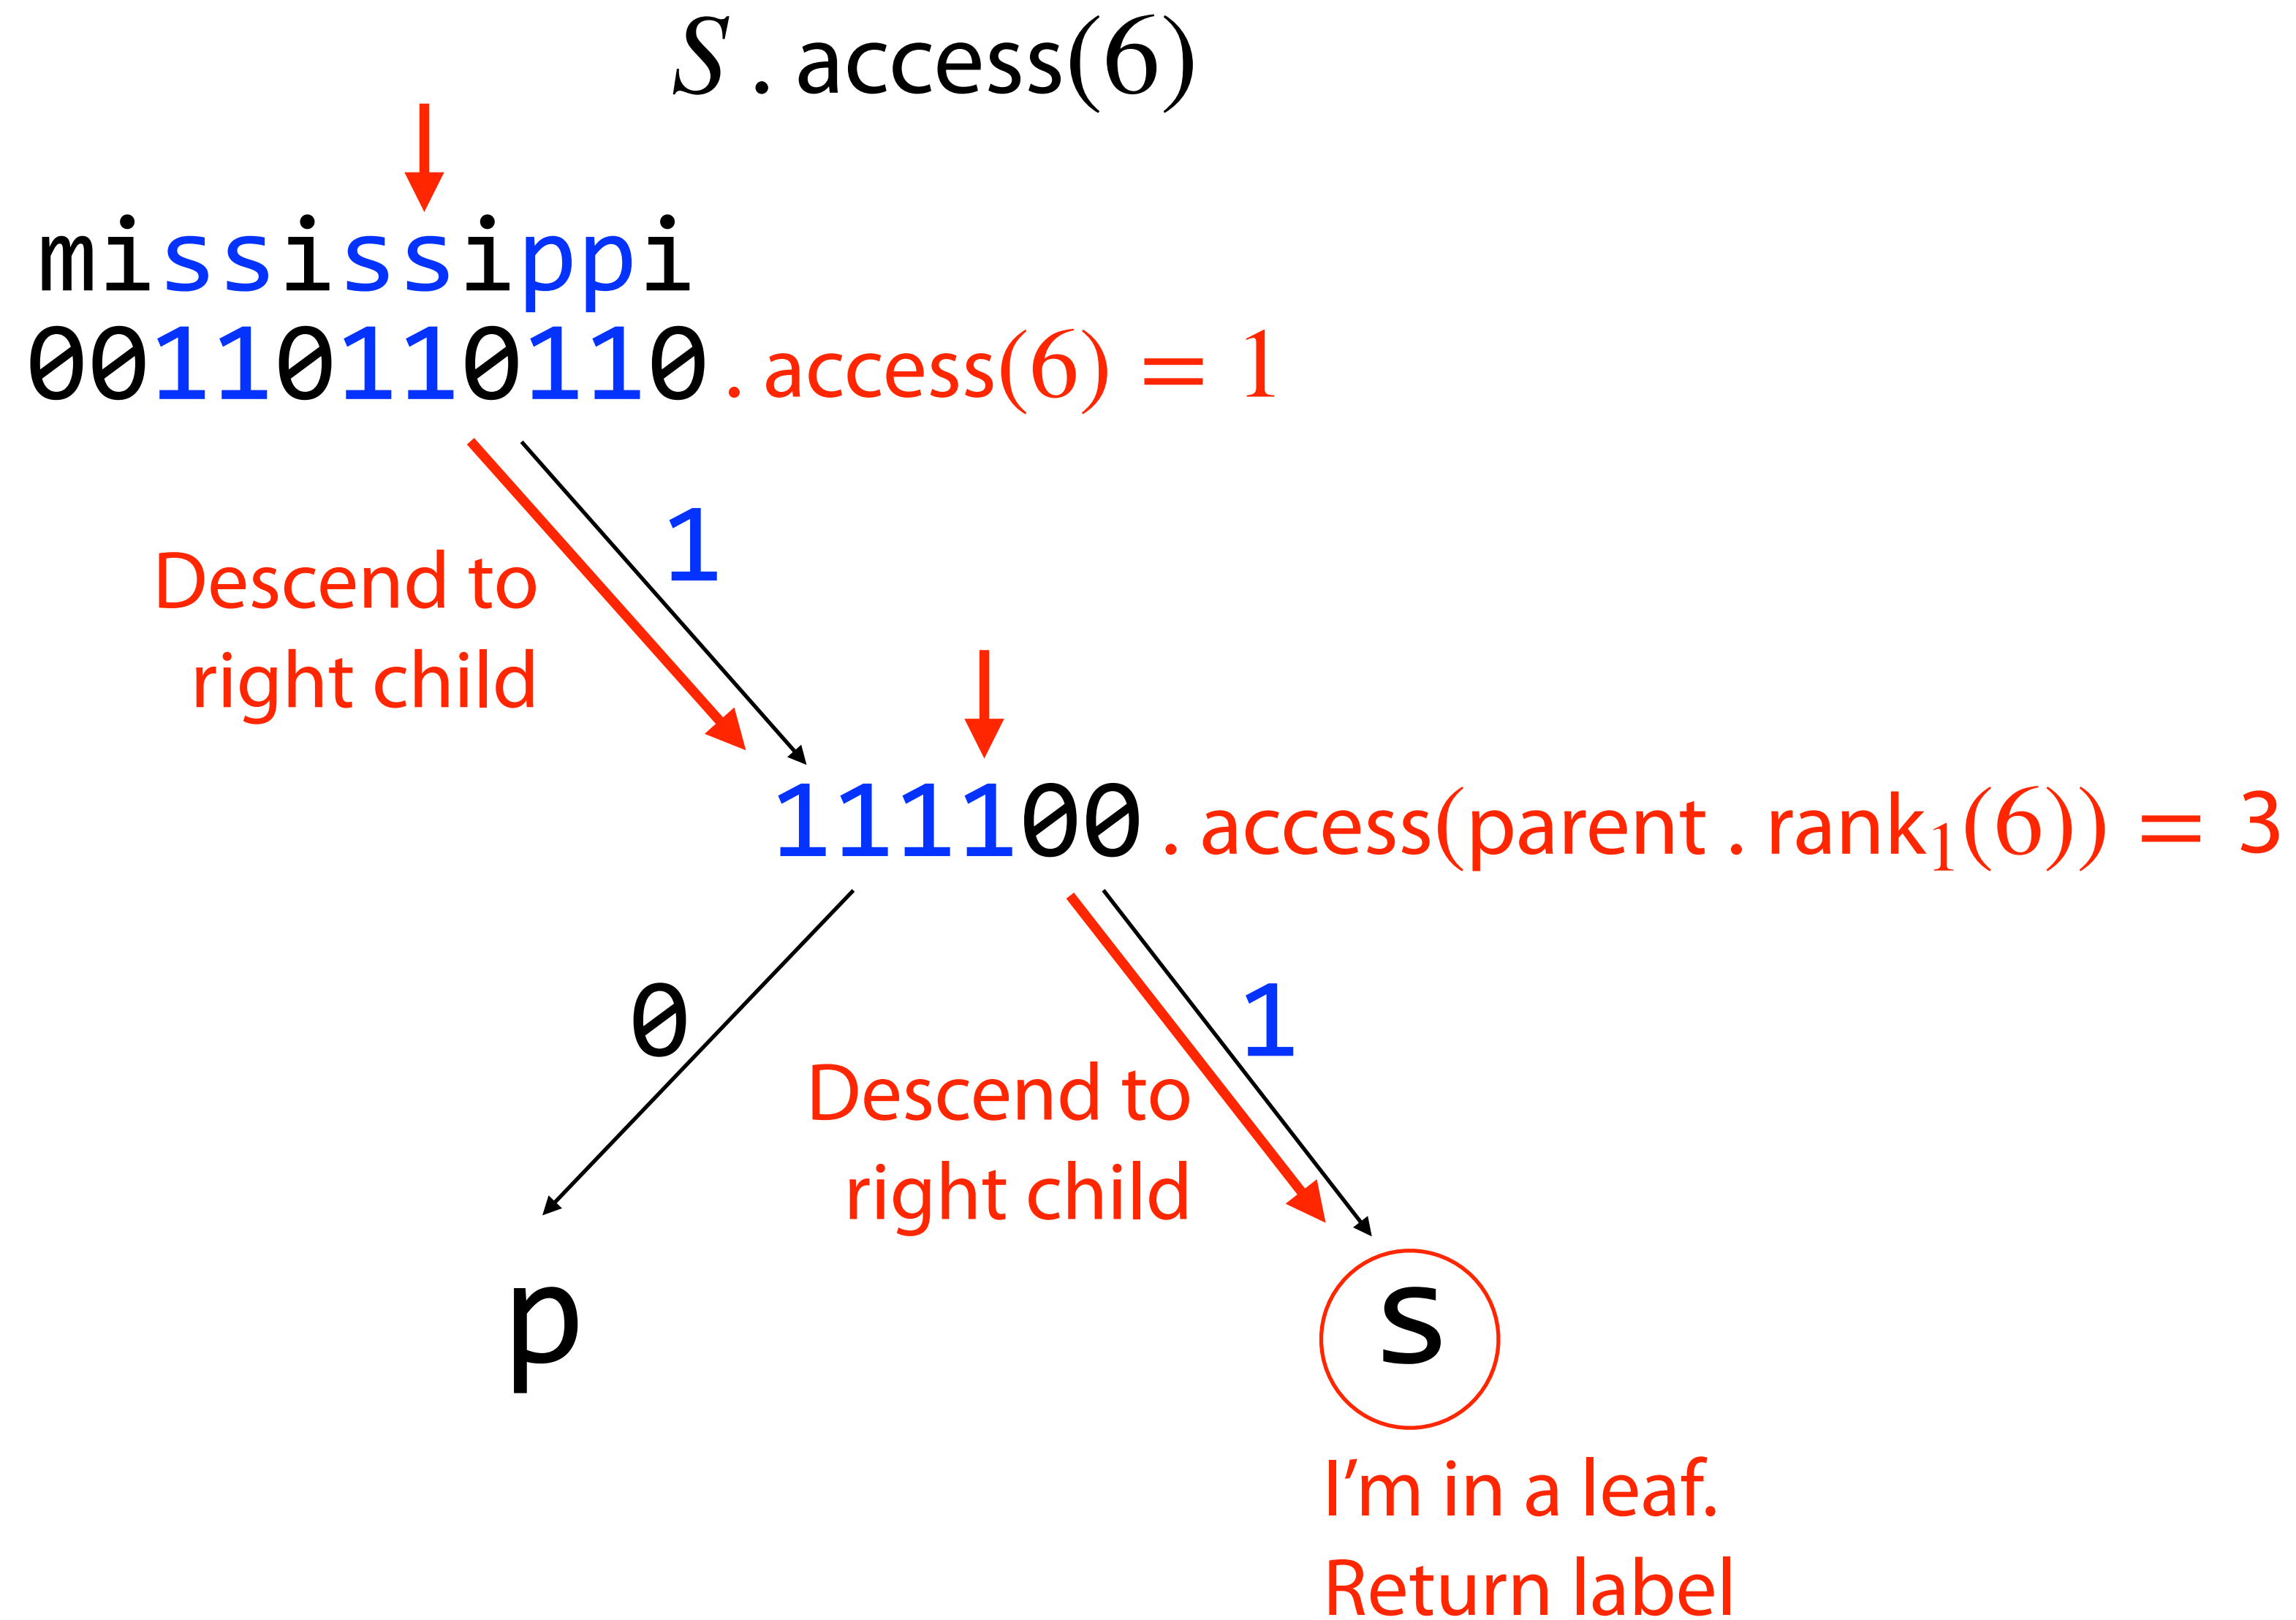 S . access(6)
mississippi
00110110110 . access(6) = 1
1
Descend to
right child
111100 . access(parent . rank₁(6)) = 3
0
1
Descend to
right child
p
s
I’m in a leaf.
Return label